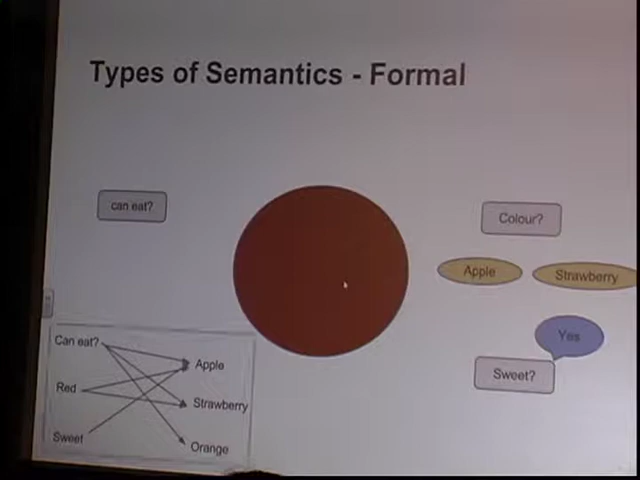 Types of Semantics - Formal
can eat?
Colour?
Apple
Strawberry
Yes
Sweet?
Can eat?
Apple
Red
Strawberry
Sweet
Orange